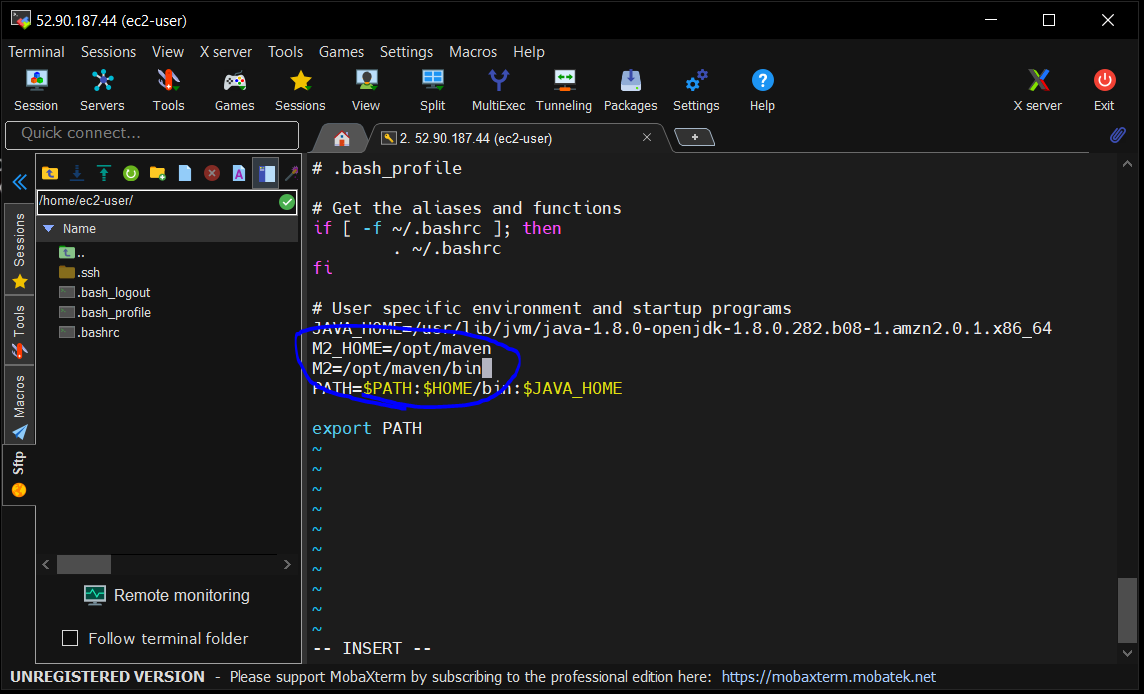 52.90.187.44 (ec2-user)
Terminal Sessions View X server Tools Games Settings Macros Help
Session Servers Tools Games Sessions View Split MultiExec Tunneling Packages Settings Help X server Exit
Quick connect...
2. 52.90.187.44 (ec2-user)
/home/ec2-user/
Name
..
.ssh
.bash_logout
.bash_profile
.bashrc
Sessions
Tools
Macros
Sftp
# .bash_profile
# Get the aliases and functions
if [ -f ~/.bashrc ]; then
. ~/.bashrc
fi
# User specific environment and startup programs
JAVA_HOME=/usr/lib/jvm/java-1.8.0-openjdk-1.8.0.282.b08-1.amzn2.0.1.x86_64
M2_HOME=/opt/maven
M2=/opt/maven/bin
PATH=$PATH:$HOME/bin:$JAVA_HOME
export PATH
~
~
~
~
~
~
~
~
~
~
-- INSERT --
Remote monitoring
Follow terminal folder
UNREGISTERED VERSION - Please support MobaXterm by subscribing to the professional edition here: https://mobaxterm.mobatek.net